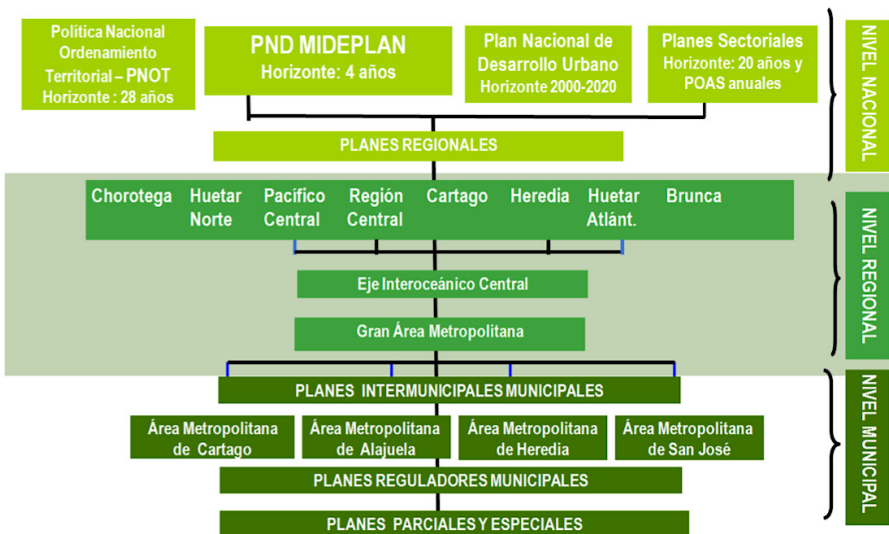 Política Nacional
Ordenamiento
Territorial – PNOT
Horizonte : 28 años
PND MIDEPLAN
Horizonte: 4 años
Plan Nacional de
Desarrollo Urbano
Horizonte 2000-2020
Planes Sectoriales
Horizonte: 20 años y
POAS anuales
NIVEL NACIONAL
PLANES REGIONALES
Chorotega
Huetar
Norte
Pacífico
Central
Región
Central
Cartago
Heredia
Huetar
Atlánt.
Brunca
NIVEL REGIONAL
Eje Interoceánico Central
Gran Área Metropolitana
PLANES INTERMUNICIPALES MUNICIPALES
NIVEL MUNICIPAL
Área Metropolitana
de Cartago
Área Metropolitana
de Alajuela
Área Metropolitana
de Heredia
Área Metropolitana
de San José
PLANES REGULADORES MUNICIPALES
PLANES PARCIALES Y ESPECIALES